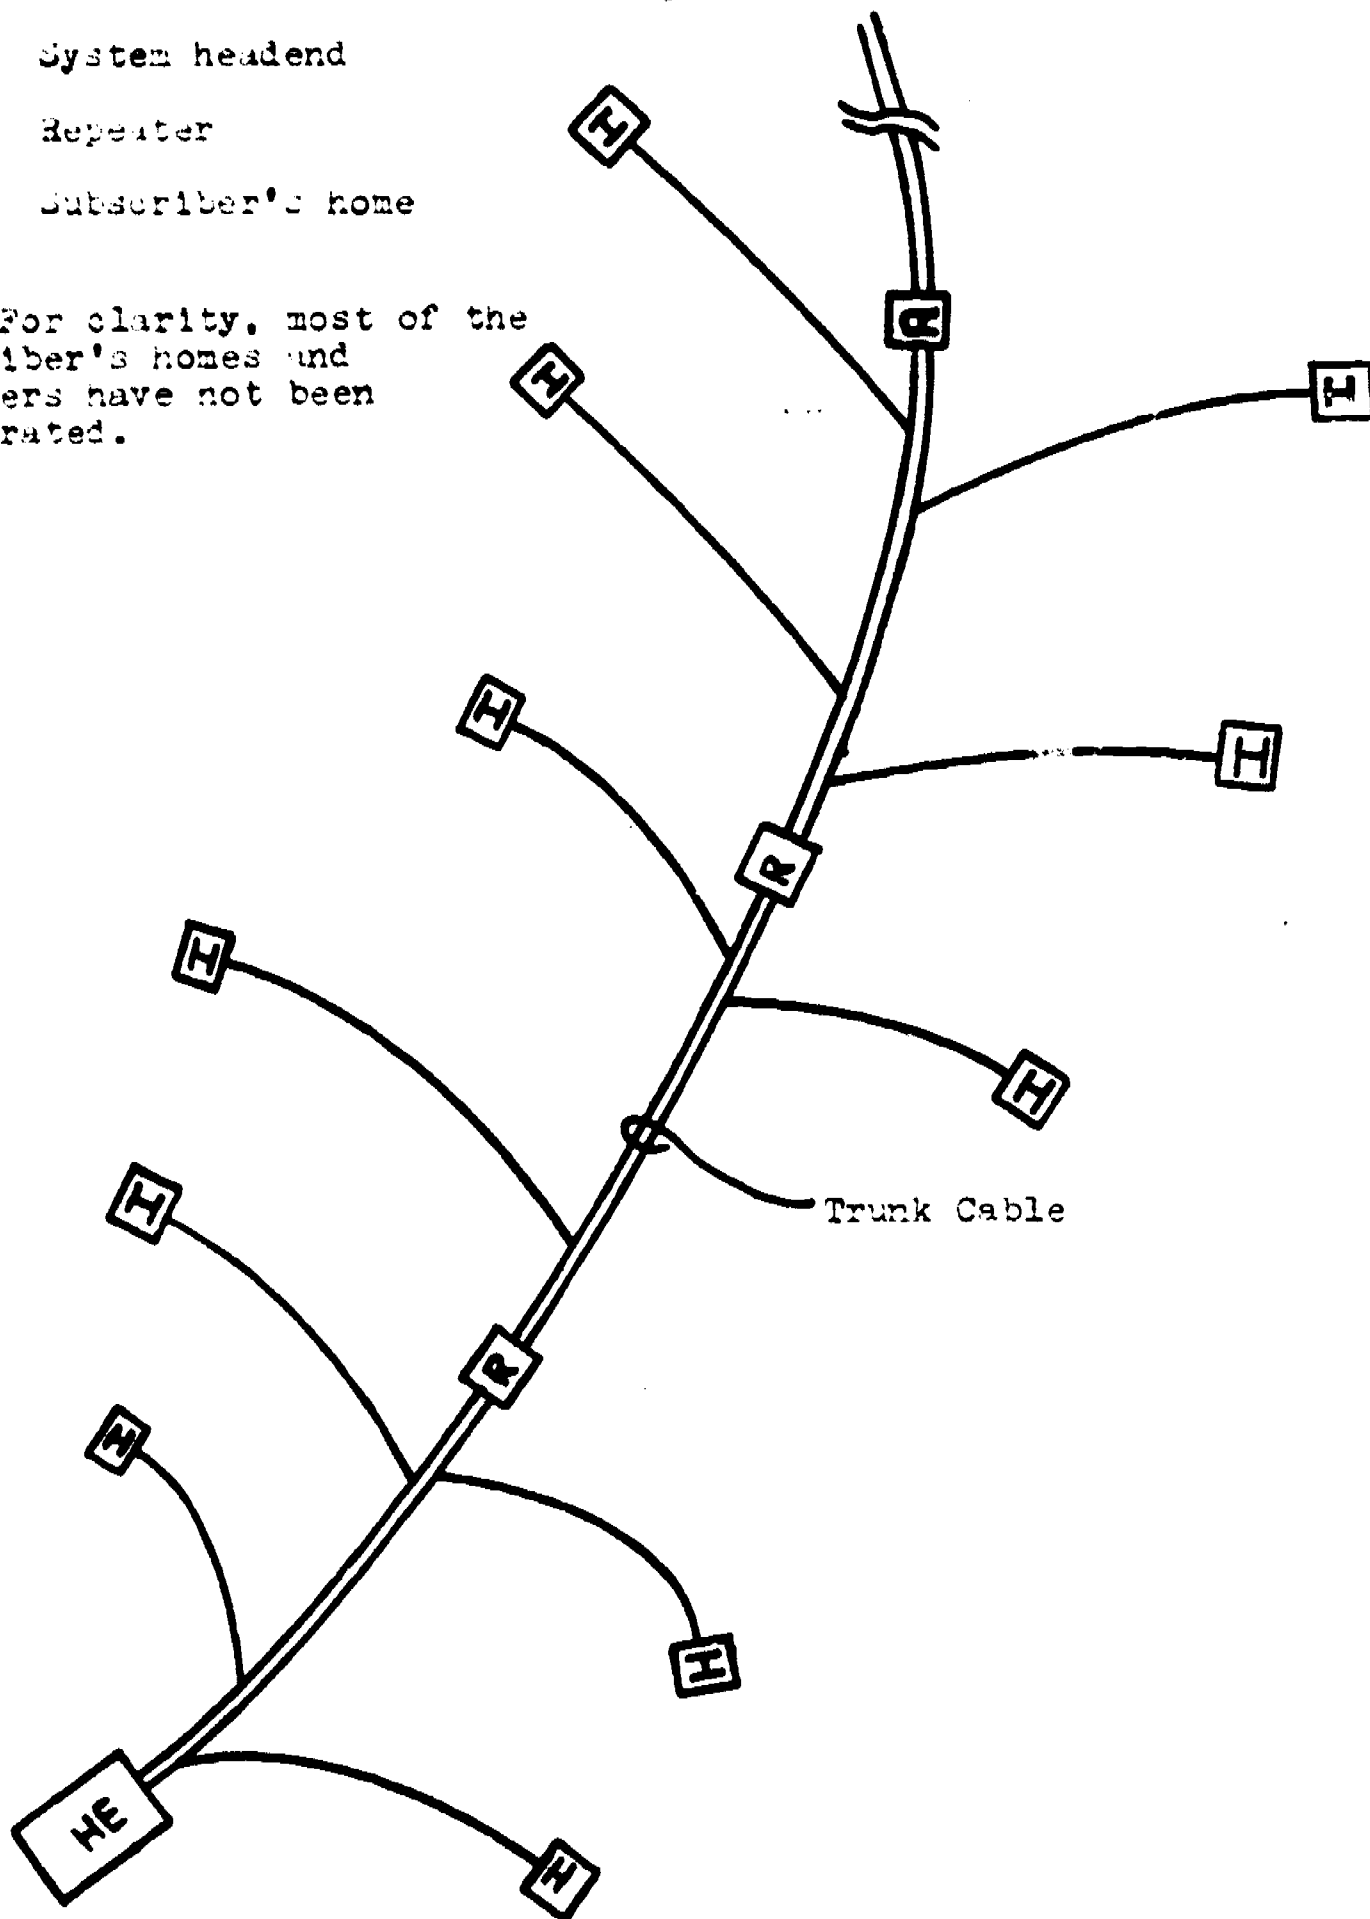 System headend
Repeater
Subscriber's home
For clarity, most of the
iber's homes and
ers have not been
rated.
H
H
R
H
H
H
H
H
R
H
H
Trunk Cable
H
H
R
H
H
HE
H